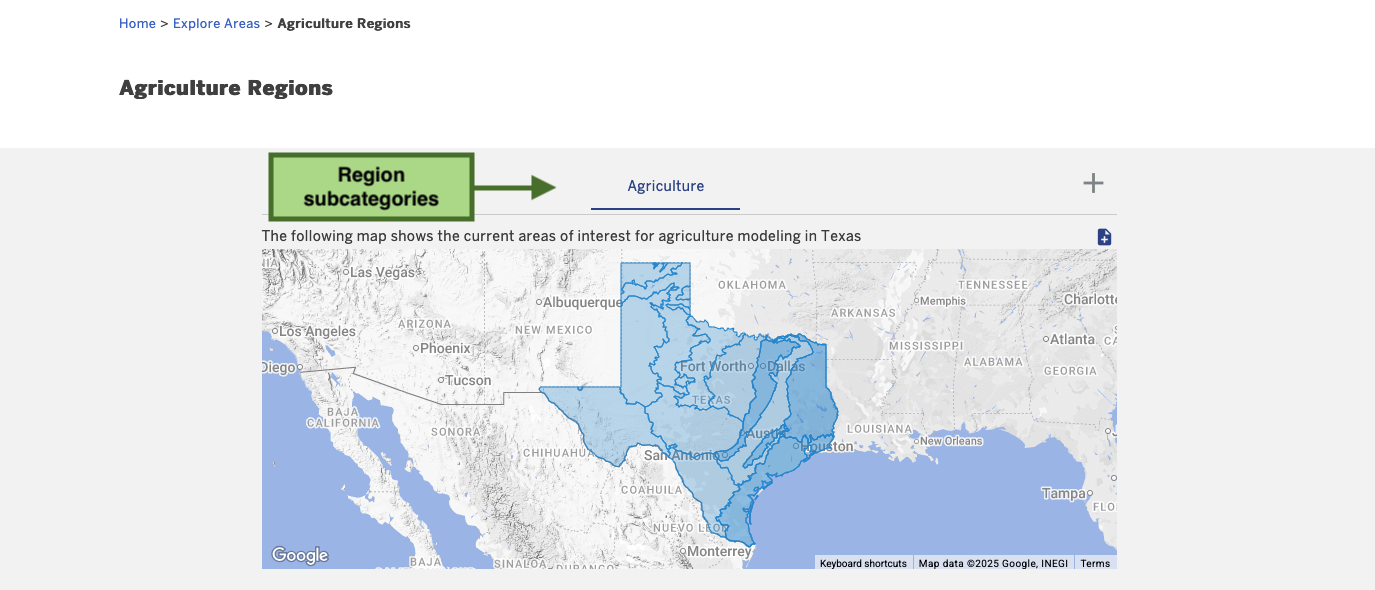 Home > Explore Areas > Agriculture Regions
Agriculture Regions
Region
subcategories
Agriculture
The following map shows the current areas of interest for agriculture modeling in Texas
Las Vegas
OKLAHOMA
TENNESSEE
Albuquerque
Memphis
Charlotte
Los Angeles
ARIZONA
NEW MEXICO
ARKANSAS
Atlanta
Phoenix
MISSISSIPPI
ALABAMA
GEORGIA
Diego
Fort Worth
Dallas
Tucson
TEXAS
BAJA
CALIFORNIA
SONORA
Austin
LOUISIANA
New Orleans
Houston
CHIHUAHUA
San Antonio
COAHUILA
Tampa
FLO
NUEVO LEON
Monterrey
Google
BAJA
SINALOA
DURANGO
Keyboard shortcuts
Map data ©2025 Google, INEGI
Terms